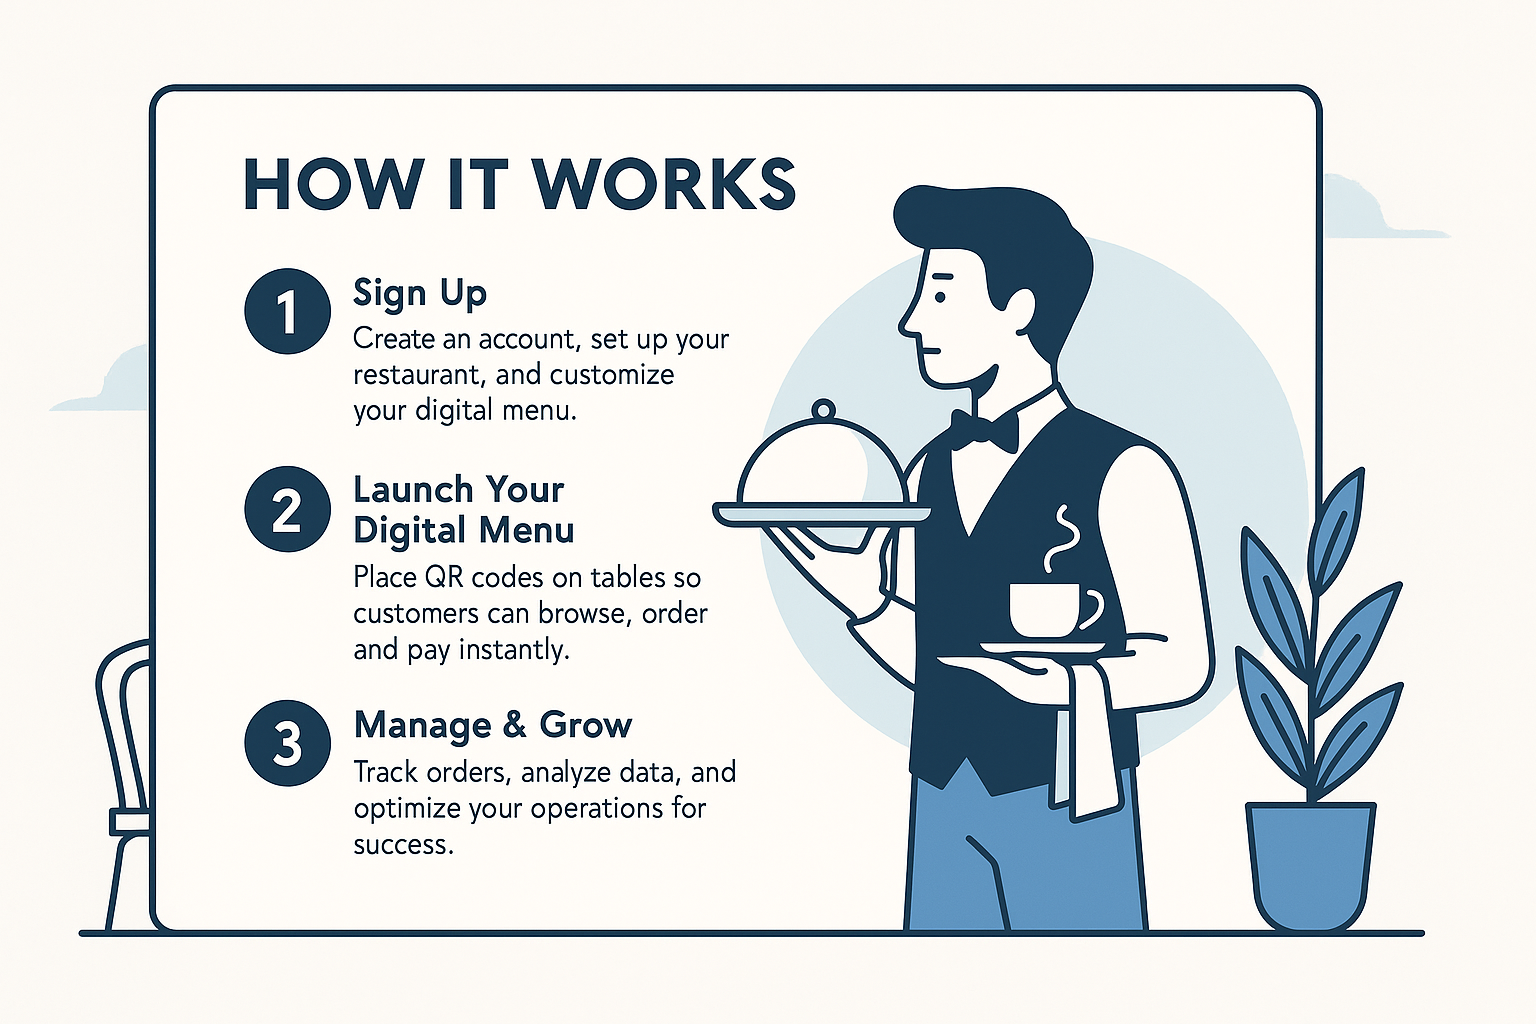 HOW IT WORKS
1
Sign Up
Create an account, set up your
restaurant, and customize
your digital menu.
2
Launch Your
Digital Menu
Place QR codes on tables so
customers can browse, order
and pay instantly.
3
Manage & Grow
Track orders, analyze data, and
optimize your operations for
success.